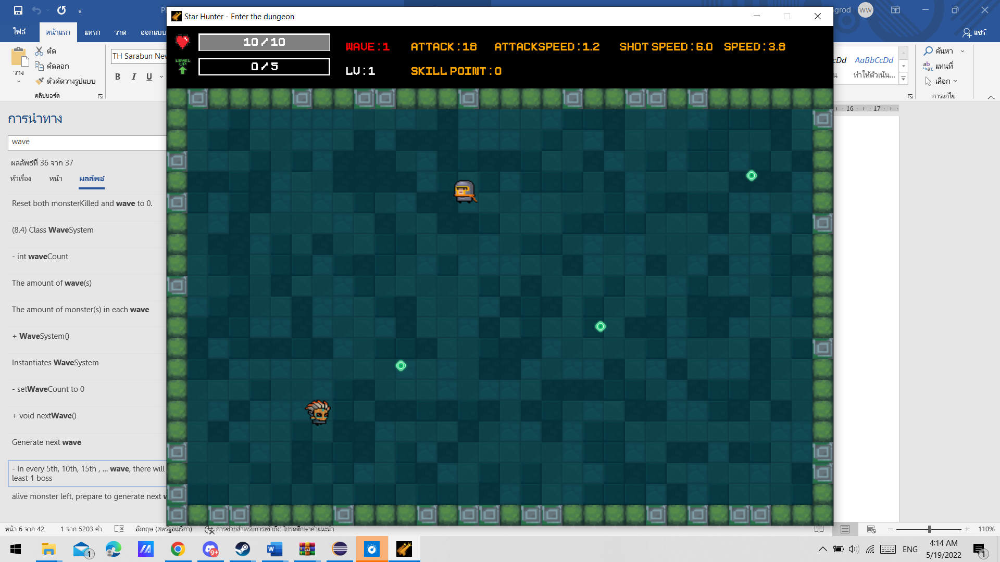 grod
WW
Star Hunter - Enter the dungeon
ไฟล์
หน้าแรก
แทรก
วาด
ออกแบบ
แชร์
วาง
ตัด
คัดลอก
ตัวคัดวางรูปแบบ
คลิปบอร์ด
TH Sarabun New
B I U
10/10
WAVE:1
ATTACK:18
ATTACKSPEED:1.2
SHOT SPEED:6.0
SPEED:3.8
LEVEL
UP
0/5
LV:1
SKILL POINT:0
AaBbCcDd
ทำให้ตัวเน้น...
ค้นหา
แทนที่
เลือก
การแก้ไข
16
17
การนำทาง
wave
ผลลัพธ์ที่ 36 จาก 37
หัวเรื่อง
หน้า
ผลลัพธ์
Reset both monsterKilled and wave to 0.
(8.4) Class WaveSystem
- int waveCount
The amount of wave(s)
The amount of monster(s) in each wave
+ WaveSystem()
Instantiates WaveSystem
- setWaveCount to 0
+ void nextWave()
Generate next wave
- In every 5th, 10th, 15th , ... wave, there will
least 1 boss
alive monster left, prepare to generate next
หน้า 6 จาก 42
1 จาก 5203 คำ
อังกฤษ (สหรัฐอเมริกา)
การช่วยสำหรับการเข้าถึง: โปรดศึกษาคำแนะนำ
110%
1
9+
ENG
4:14 AM
5/19/2022
1